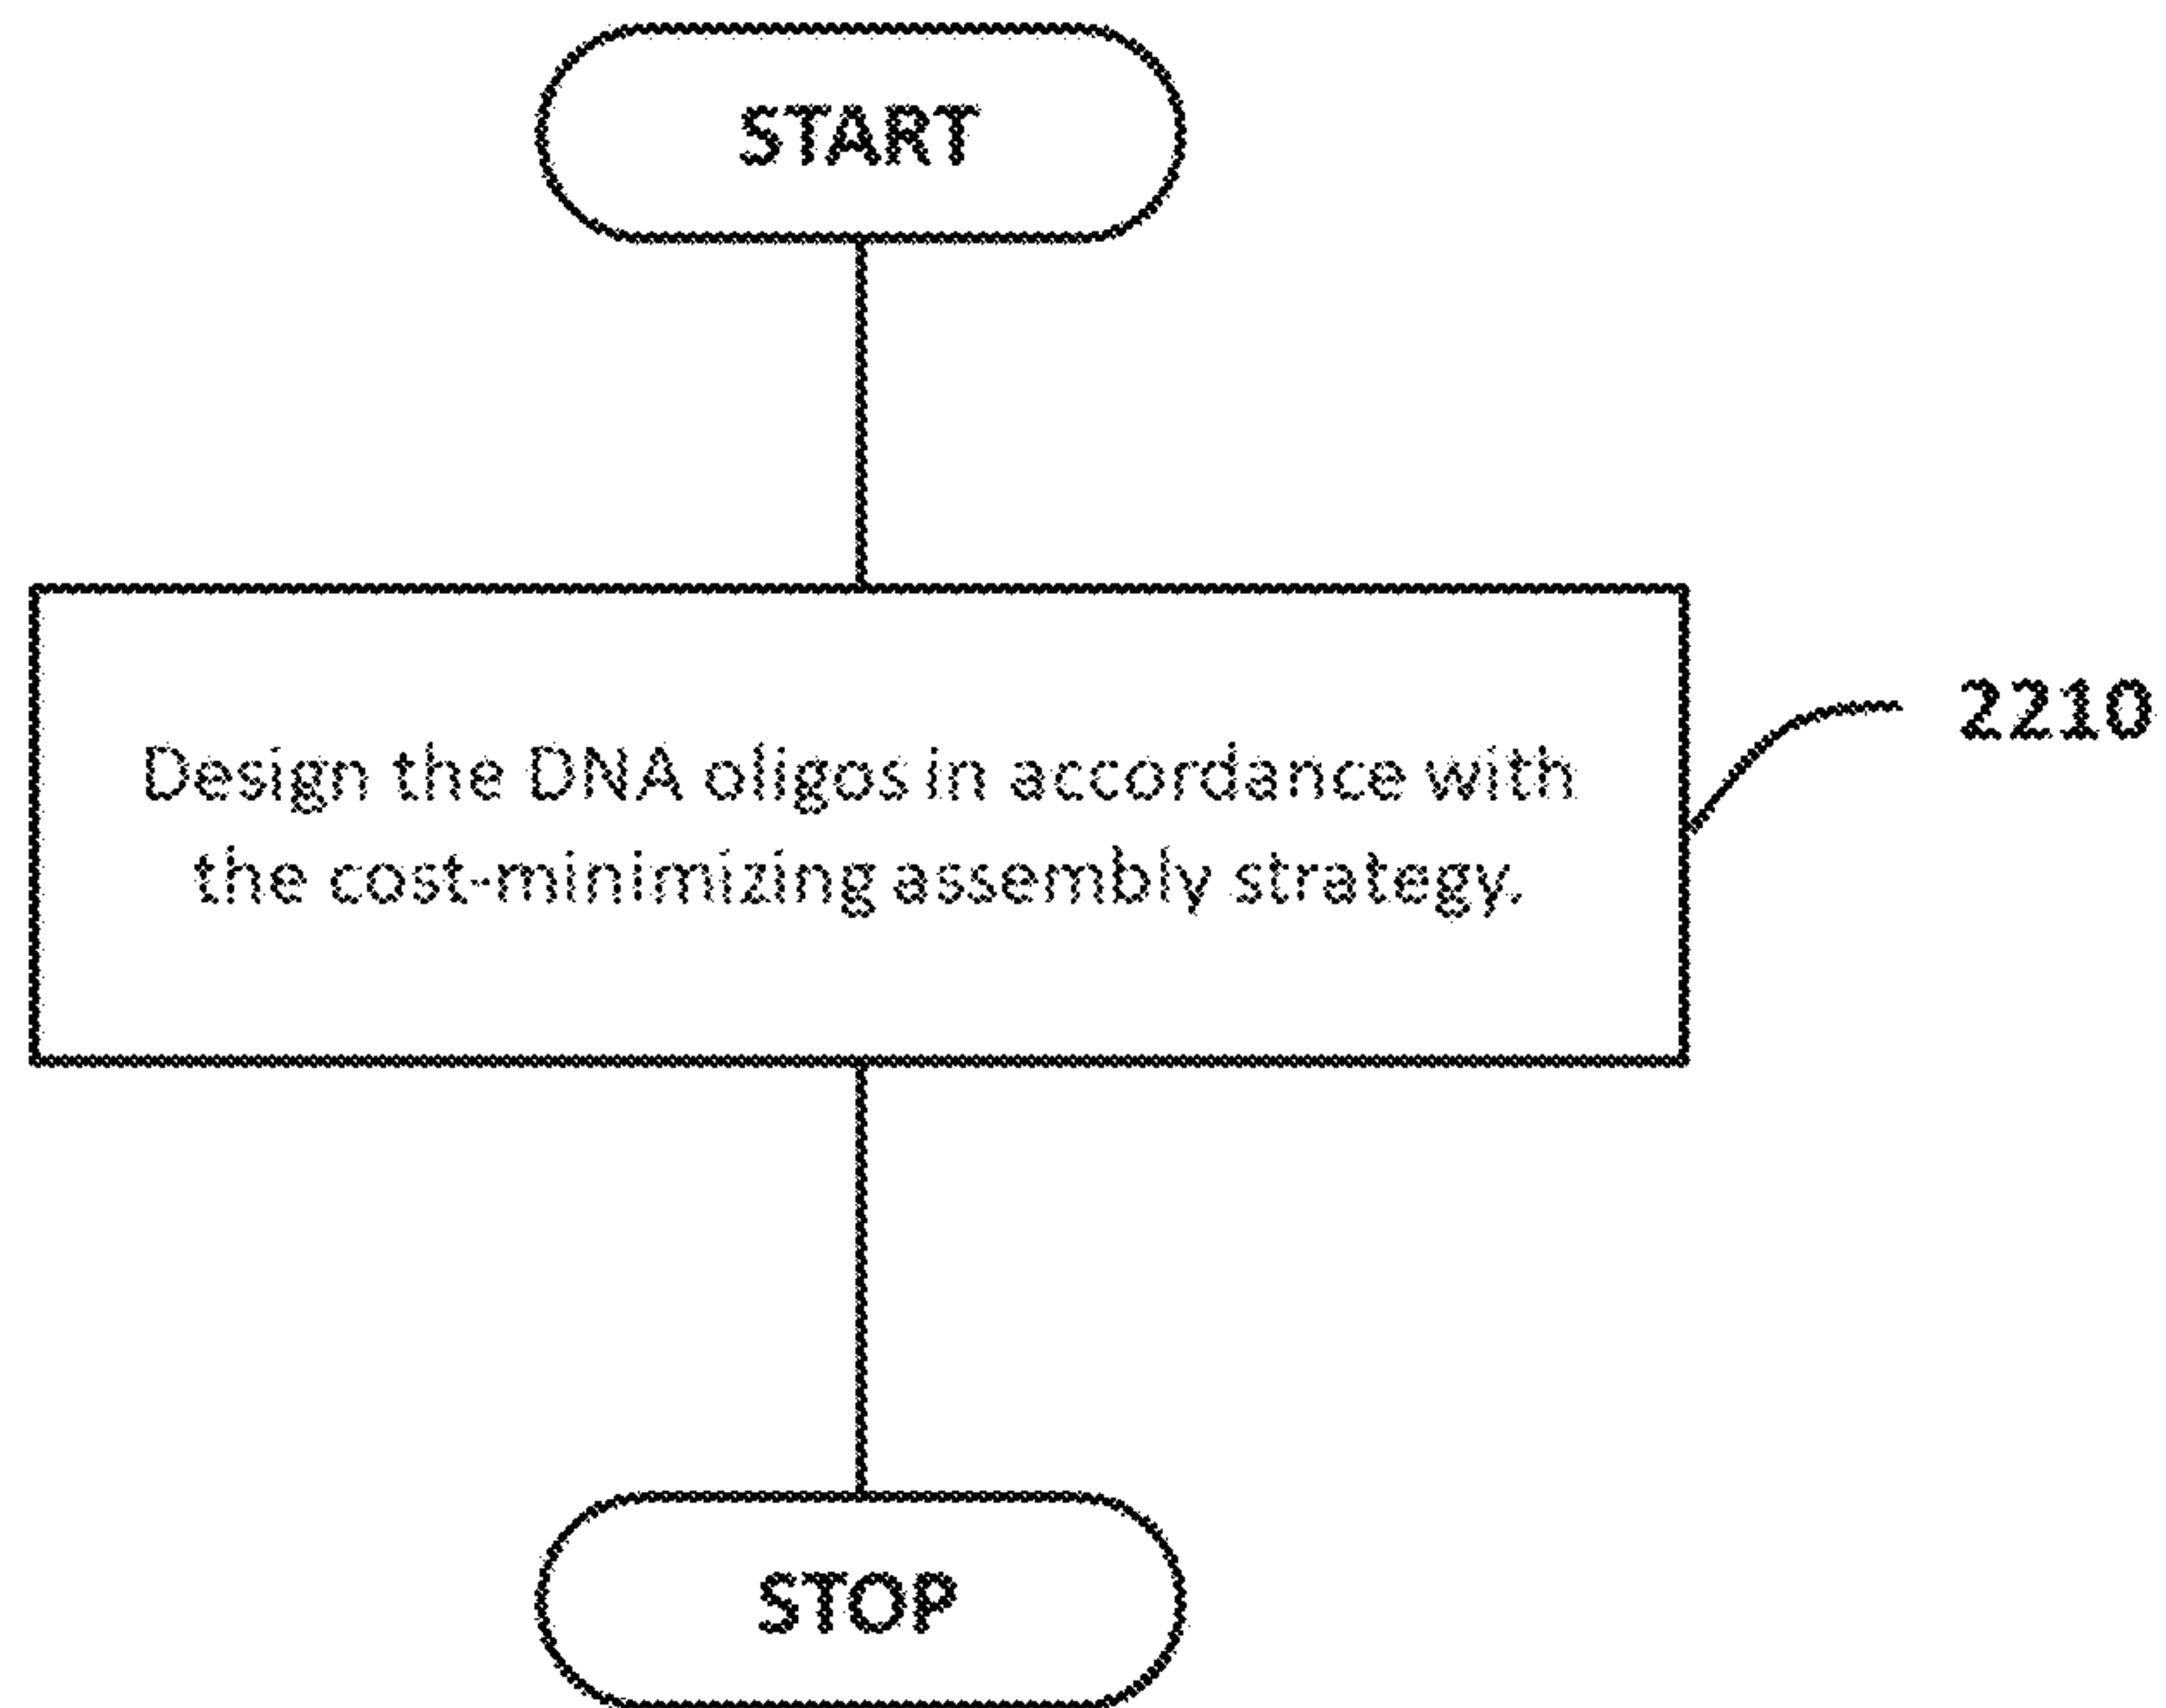 START
2210
Design the DNA oligos in accordance with
the cost-minimizing assembly strategy.
STOP